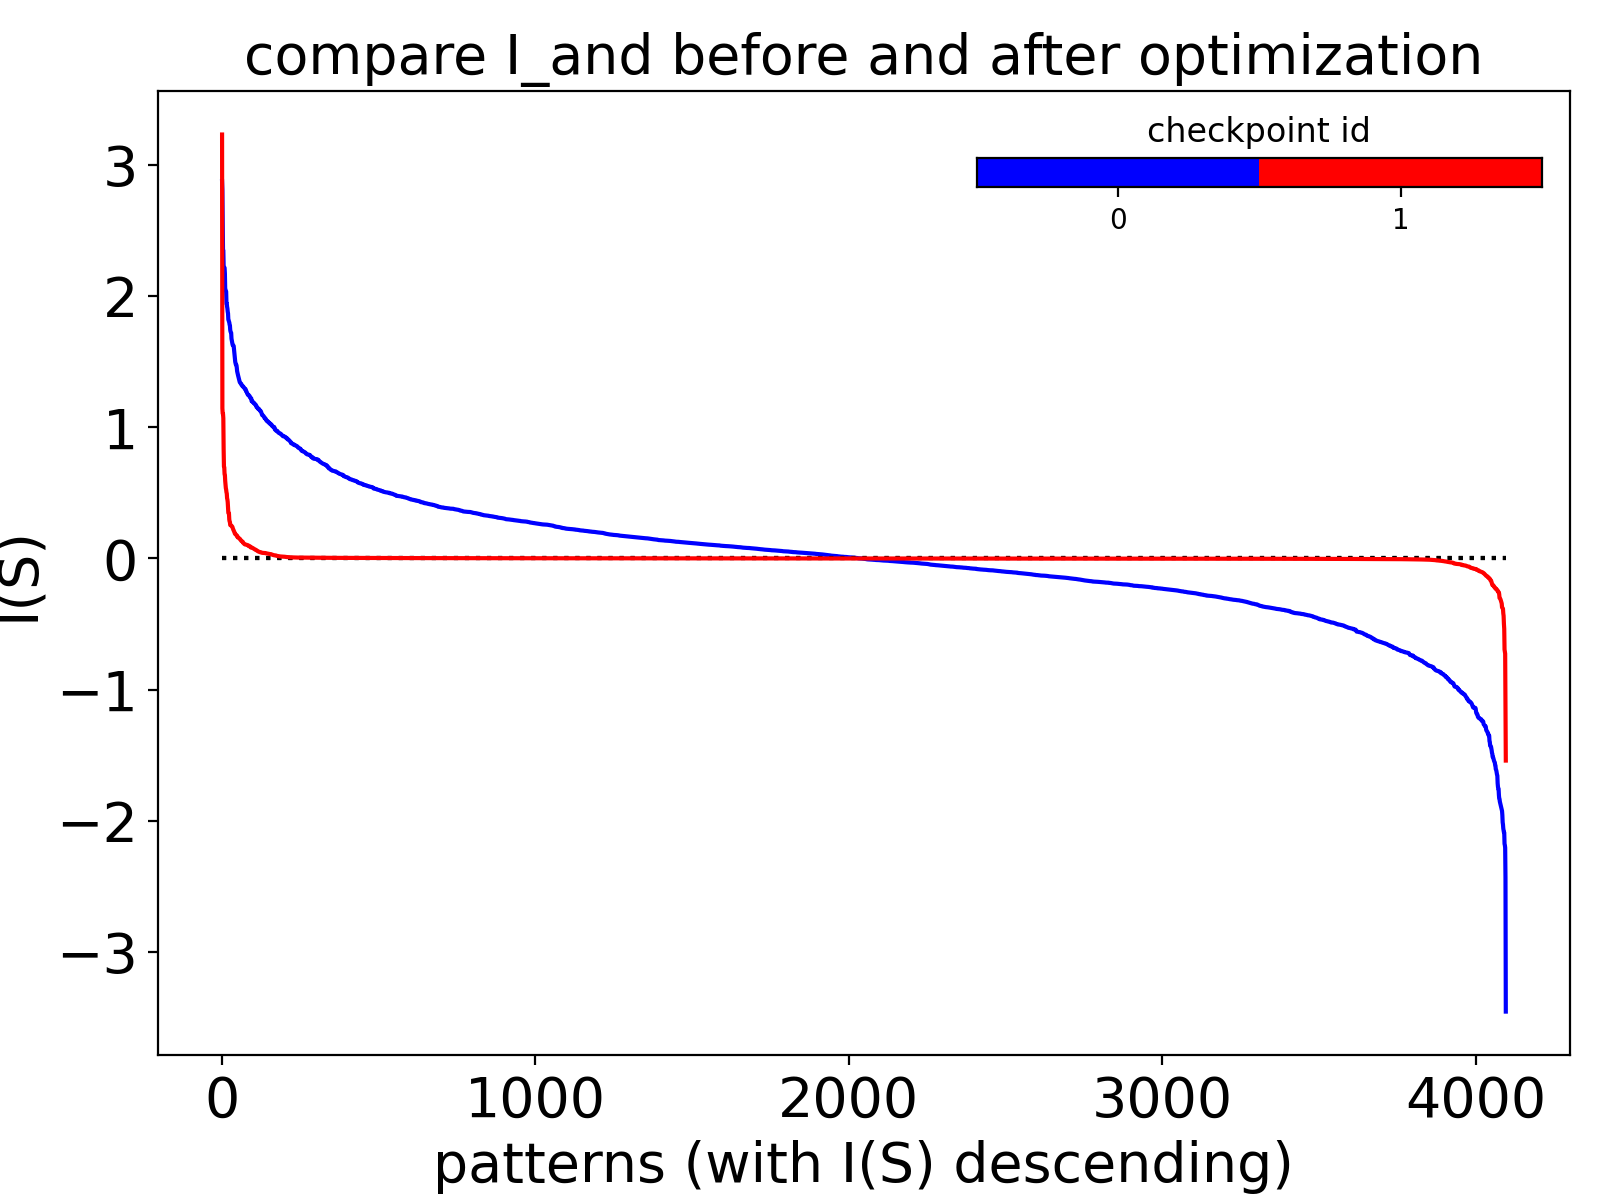 compare I_and before and after optimization
checkpoint id
0 1
3
2
1
0
−1
−2
−3
I(S)
0 1000 2000 3000 4000
patterns (with I(S) descending)